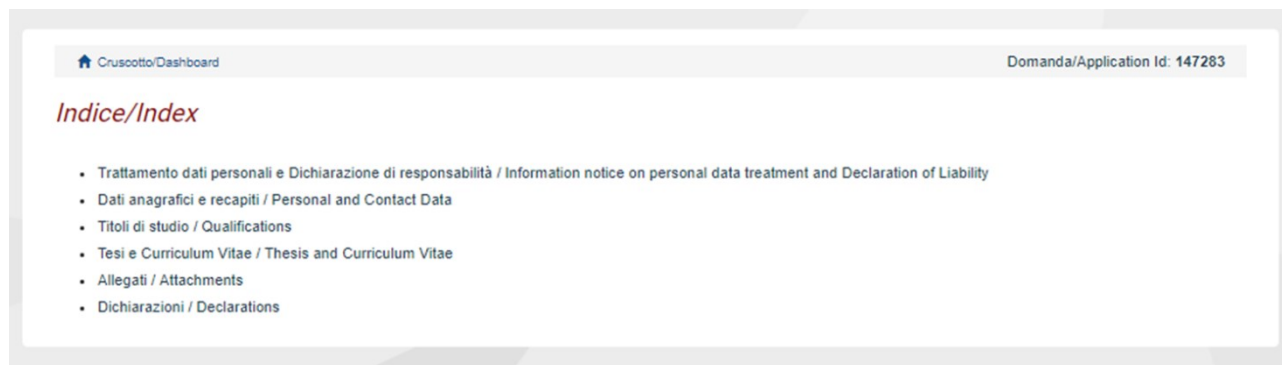 Cruscotto/Dashboard
Domanda/Application Id: 147283
Indice/Index
Trattamento dati personali e Dichiarazione di responsabilità / Information notice on personal data treatment and Declaration of Liability
Dati anagrafici e recapiti / Personal and Contact Data
Titoli di studio / Qualifications
Tesi e Curriculum Vitae / Thesis and Curriculum Vitae
Allegati / Attachments
Dichiarazioni / Declarations